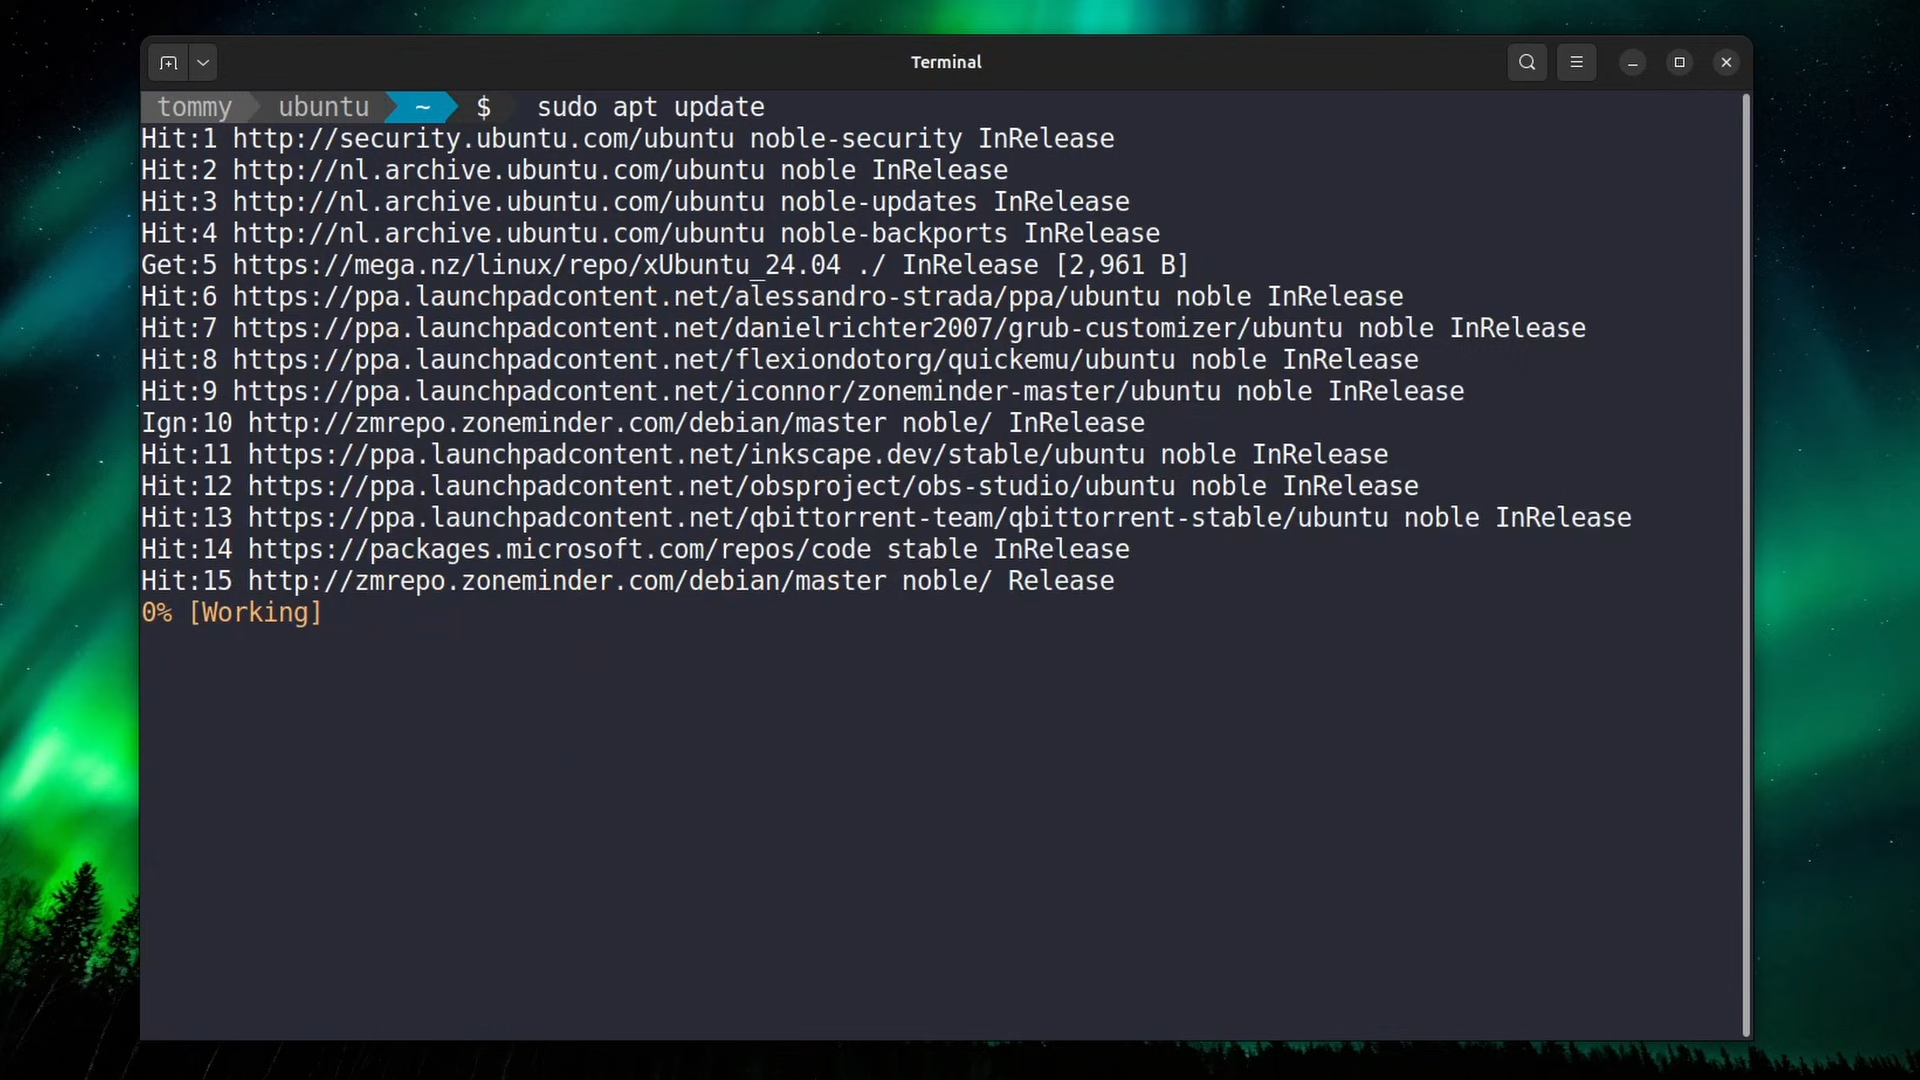 Terminal
tommy ubuntu ~ $ sudo apt update
Hit:1 http://security.ubuntu.com/ubuntu noble-security InRelease
Hit:2 http://nl.archive.ubuntu.com/ubuntu noble InRelease
Hit:3 http://nl.archive.ubuntu.com/ubuntu noble-updates InRelease
Hit:4 http://nl.archive.ubuntu.com/ubuntu noble-backports InRelease
Get:5 https://mega.nz/linux/repo/xUbuntu_24.04 ./ InRelease [2,961 B]
Hit:6 https://ppa.launchpadcontent.net/alessandro-strada/ppa/ubuntu noble InRelease
Hit:7 https://ppa.launchpadcontent.net/danielrichter2007/grub-customizer/ubuntu noble InRelease
Hit:8 https://ppa.launchpadcontent.net/flexiondotorg/quickemu/ubuntu noble InRelease
Hit:9 https://ppa.launchpadcontent.net/iconnor/zoneminder-master/ubuntu noble InRelease
Ign:10 http://zmrepo.zoneminder.com/debian/master noble/ InRelease
Hit:11 https://ppa.launchpadcontent.net/inkscape.dev/stable/ubuntu noble InRelease
Hit:12 https://ppa.launchpadcontent.net/obsproject/obs-studio/ubuntu noble InRelease
Hit:13 https://ppa.launchpadcontent.net/qbittorrent-team/qbittorrent-stable/ubuntu noble InRelease
Hit:14 https://packages.microsoft.com/repos/code stable InRelease
Hit:15 http://zmrepo.zoneminder.com/debian/master noble/ Release
0% [Working]